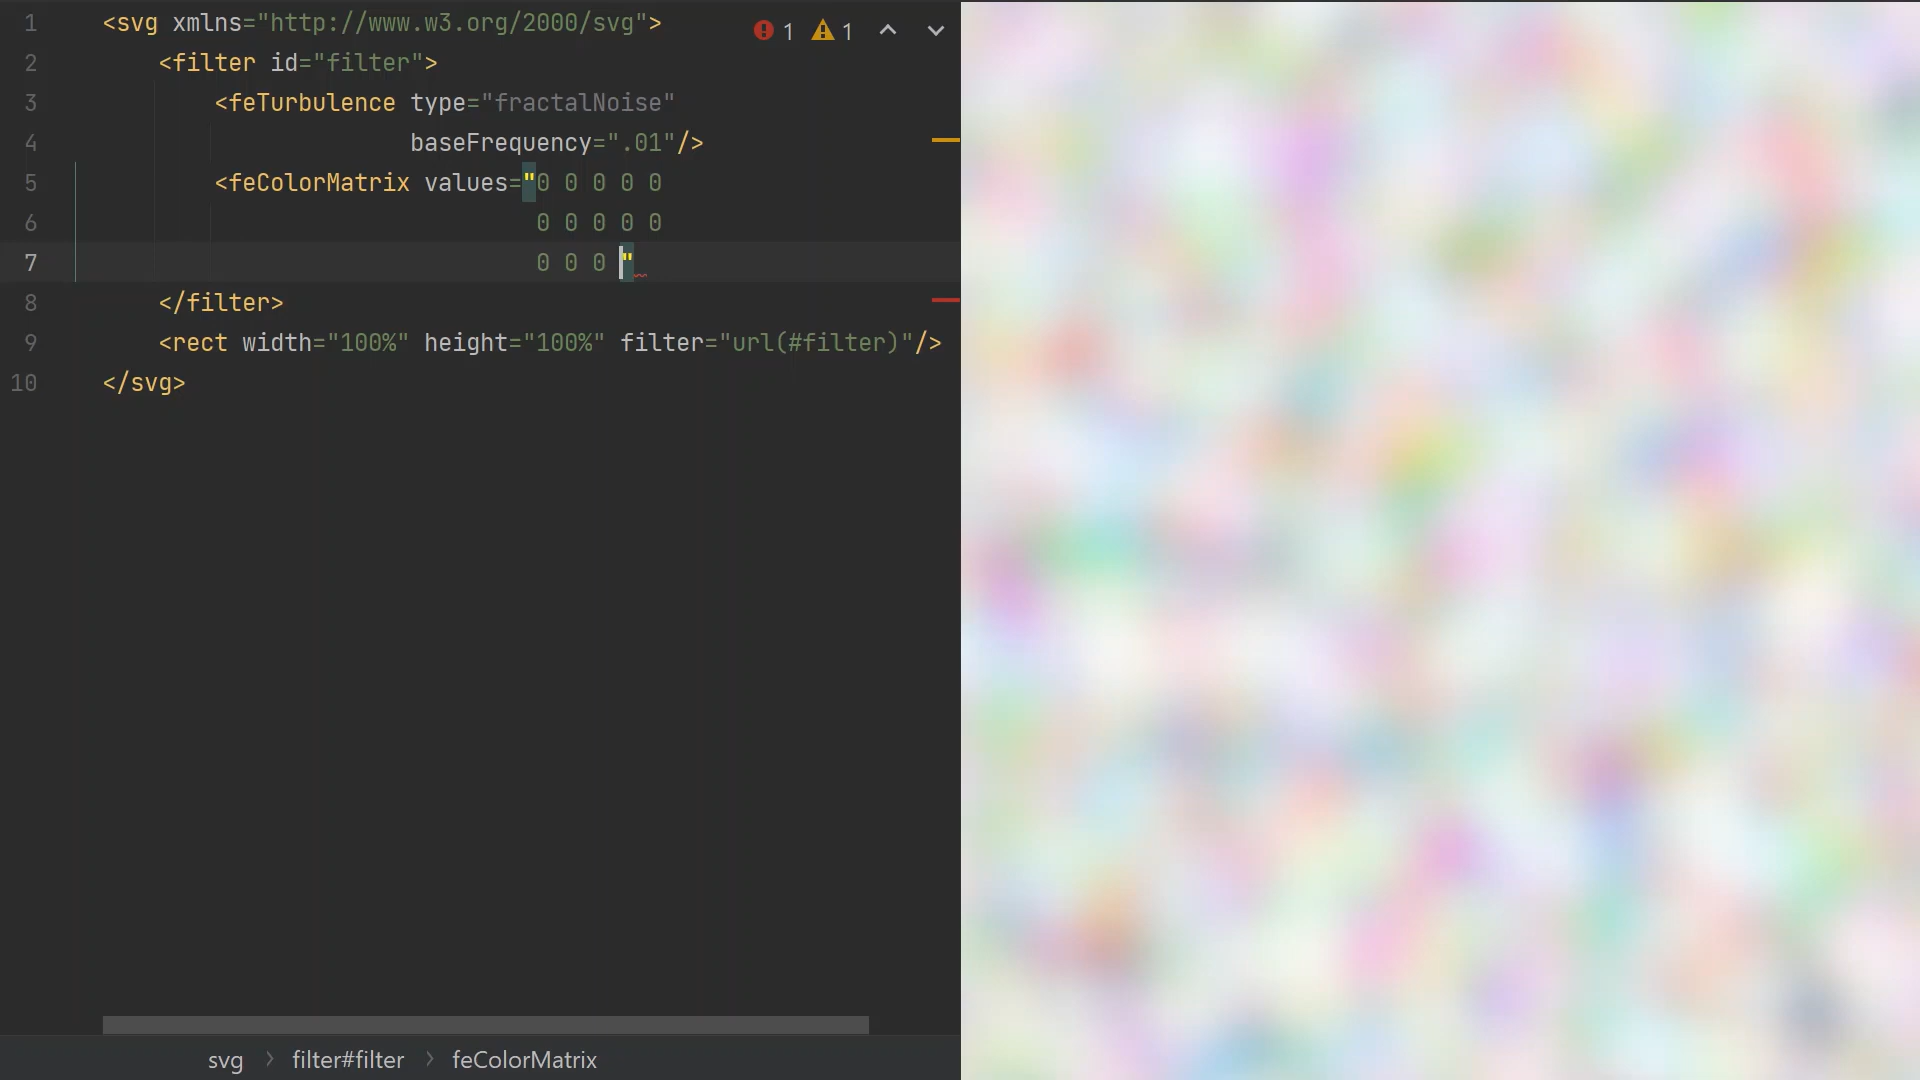 1 <svg xmlns="http://www.w3.org/2000/svg"> 1 1
2 <filter id="filter">
3 <feTurbulence type="fractalNoise"
4 baseFrequency=".01"/>
5 <feColorMatrix values="0 0 0 0 0
6 0 0 0 0 0
7 0 0 0 "
8 </filter>
9 <rect width="100%" height="100%" filter="url(#filter)"/>
10 </svg>
svg > filter#filter > feColorMatrix